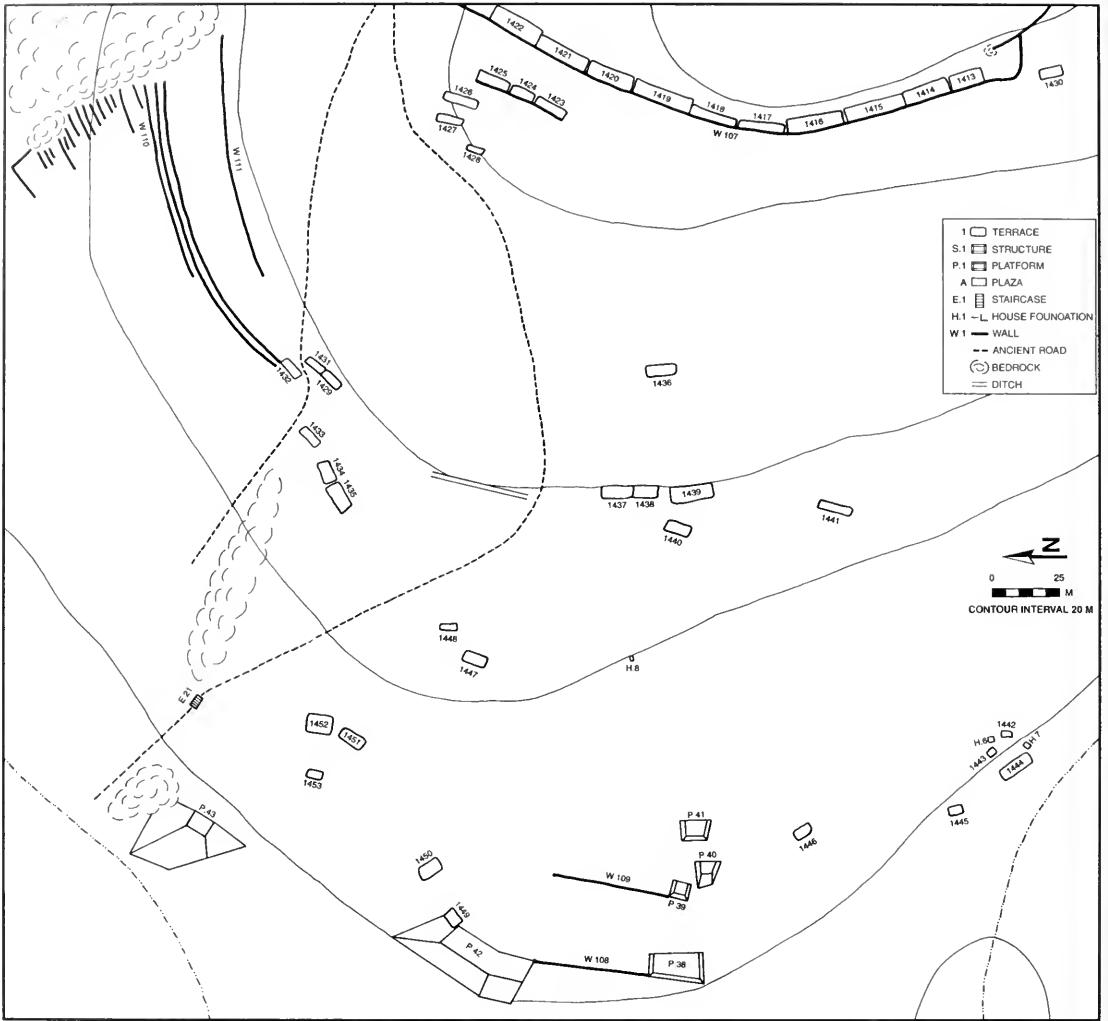 1422
1421
1420
1419
1418
1417
1416
1415
1414
1413
1430
W 107
1425
1424
1423
1426
1427
1428
W 110
W 111
1 TERRACE
S.1 STRUCTURE
P.1 PLATFORM
A PLAZA
E.1 STAIRCASE
H.1 HOUSE FOUNDATION
W 1 WALL
ANCIENT ROAD
BEDROCK
DITCH
1431
1429
1432
1436
1433
1434
1435
1437
1438
1439
1440
1441
N
0 25
M
CONTOUR INTERVAL 20 M
1448
1447
H.8
E 21
1452
1451
1453
1442
H.6
1443
H 7
1444
1445
1446
P 43
P 41
P 40
P 39
W 109
1450
1449
P 42
W 108
P 38